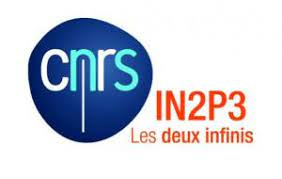 cnrs
IN2P3
Les deux infinis